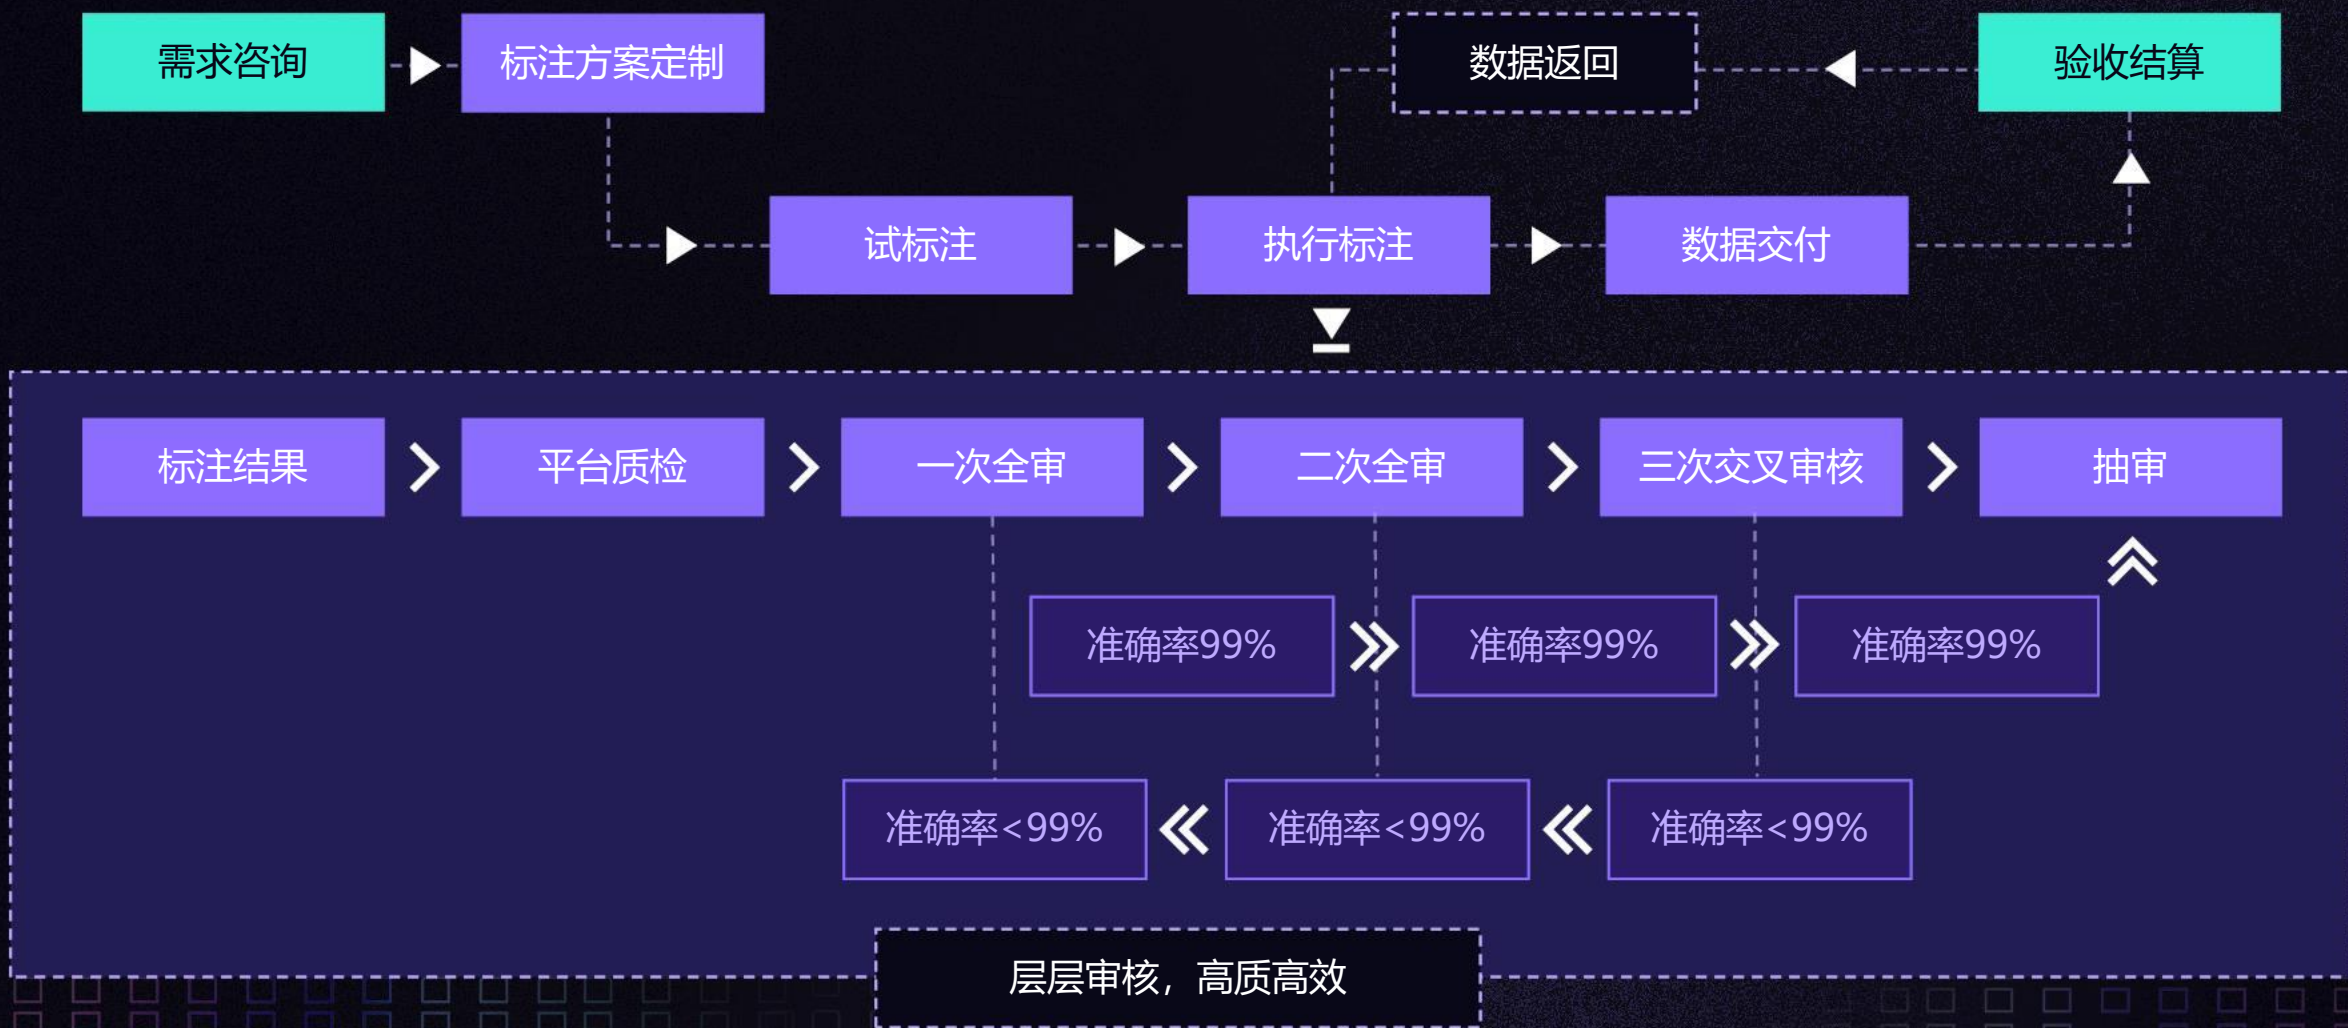 需求咨询
标注方案定制
数据返回
验收结算
试标注
执行标注
数据交付
标注结果
平台质检
一次全审
二次全审
三次交叉审核
抽审
准确率99%
准确率99%
准确率99%
准确率<99%
准确率<99%
准确率<99%
层层审核，高质高效